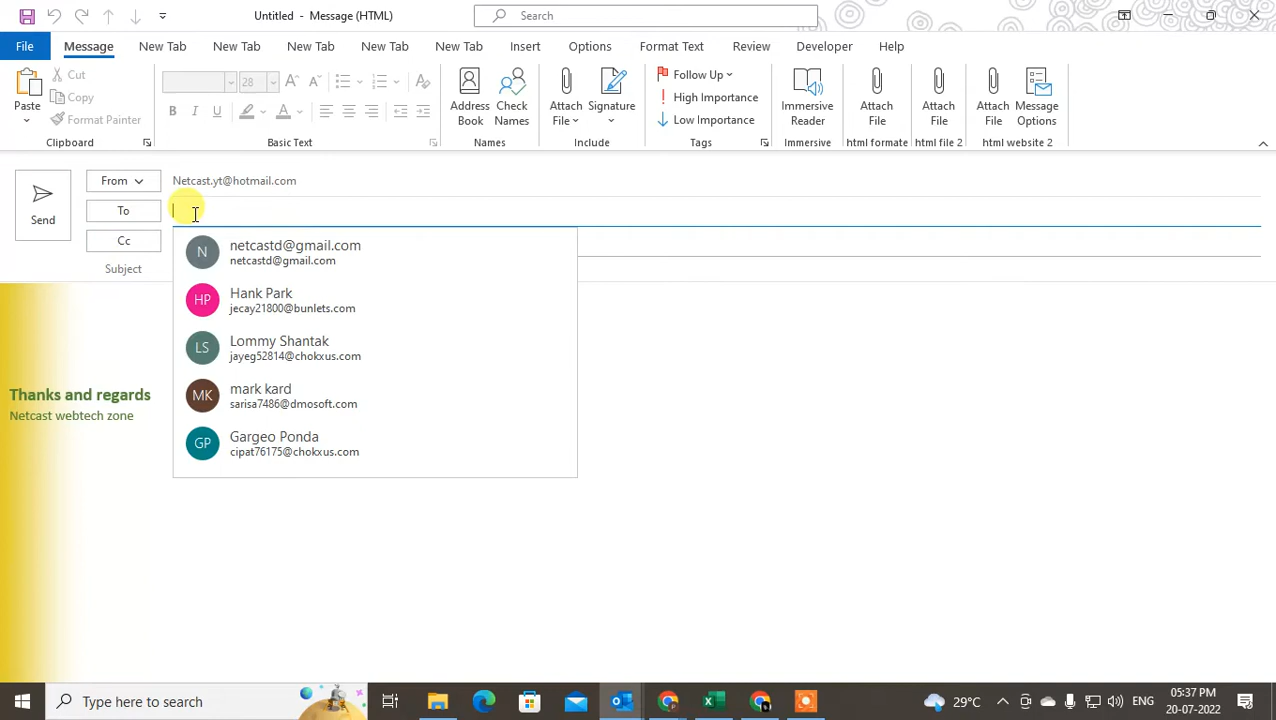 Untitled - Message (HTML)
Search
File Message New Tab New Tab New Tab New Tab New Tab Insert Options Format Text Review Developer Help
Paste
Cut
Copy
Format Painter
Clipboard
28
B I U
Basic Text
Address Book
Check Names
Names
Attach File
Signature
Include
Follow Up
High Importance
Low Importance
Tags
Immersive Reader
Immersive
Attach File
html formate
Attach File
html file 2
Attach File
Message Options
html website 2
Send
From
Netcast.yt@hotmail.com
To
Cc
Subject
N
netcastd@gmail.com
netcastd@gmail.com
HP
Hank Park
jecay21800@bunlets.com
LS
Lommy Shantak
jayeg52814@chokxus.com
MK
mark kard
sarisa7486@dmosoft.com
GP
Gargeo Ponda
cipat76175@chokxus.com
Thanks and regards
Netcast webtech zone
Type here to search
29°C
ENG
05:37 PM
20-07-2022